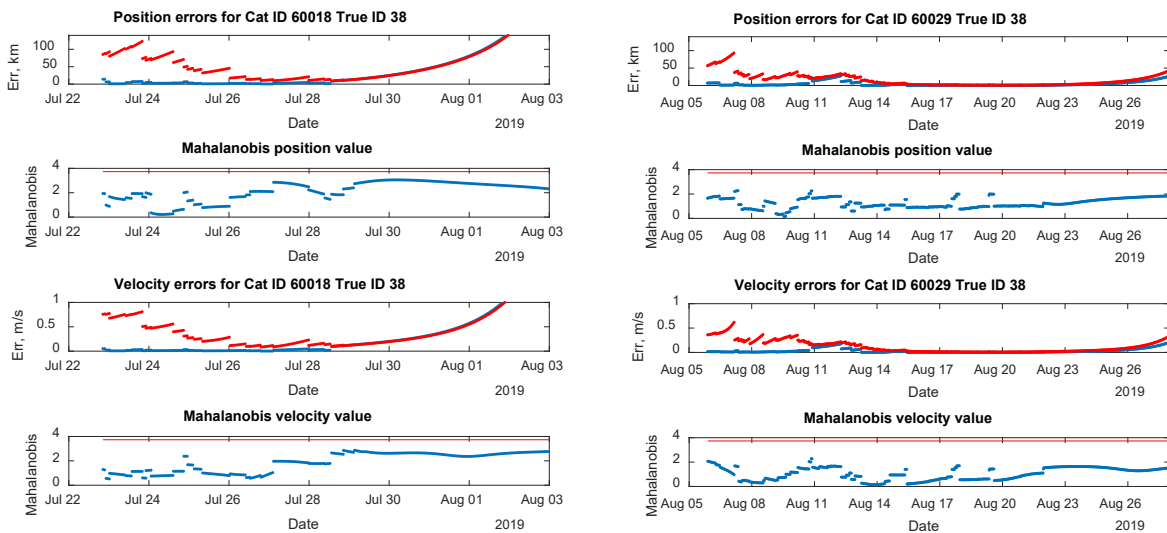 Position errors for Cat ID 60018 True ID 38
Err, km
100
50
0
Jul 22
Jul 24
Jul 26
Jul 28
Jul 30
Aug 01
Aug 03
Date
2019
Mahalanobis position value
Mahalanobis
4
2
0
Jul 22
Jul 24
Jul 26
Jul 28
Jul 30
Aug 01
Aug 03
Date
2019
Velocity errors for Cat ID 60018 True ID 38
Err, m/s
1
0.5
0
Jul 22
Jul 24
Jul 26
Jul 28
Jul 30
Aug 01
Aug 03
Date
2019
Mahalanobis velocity value
Mahalanobis
4
2
0
Jul 22
Jul 24
Jul 26
Jul 28
Jul 30
Aug 01
Aug 03
Date
2019
Position errors for Cat ID 60029 True ID 38
Err, km
100
50
0
Aug 05
Aug 08
Aug 11
Aug 14
Aug 17
Aug 20
Aug 23
Aug 26
Date
2019
Mahalanobis position value
Mahalanobis
4
2
0
Aug 05
Aug 08
Aug 11
Aug 14
Aug 17
Aug 20
Aug 23
Aug 26
Date
2019
Velocity errors for Cat ID 60029 True ID 38
Err, m/s
1
0.5
0
Aug 05
Aug 08
Aug 11
Aug 14
Aug 17
Aug 20
Aug 23
Aug 26
Date
2019
Mahalanobis velocity value
Mahalanobis
4
2
0
Aug 05
Aug 08
Aug 11
Aug 14
Aug 17
Aug 20
Aug 23
Aug 26
Date
2019